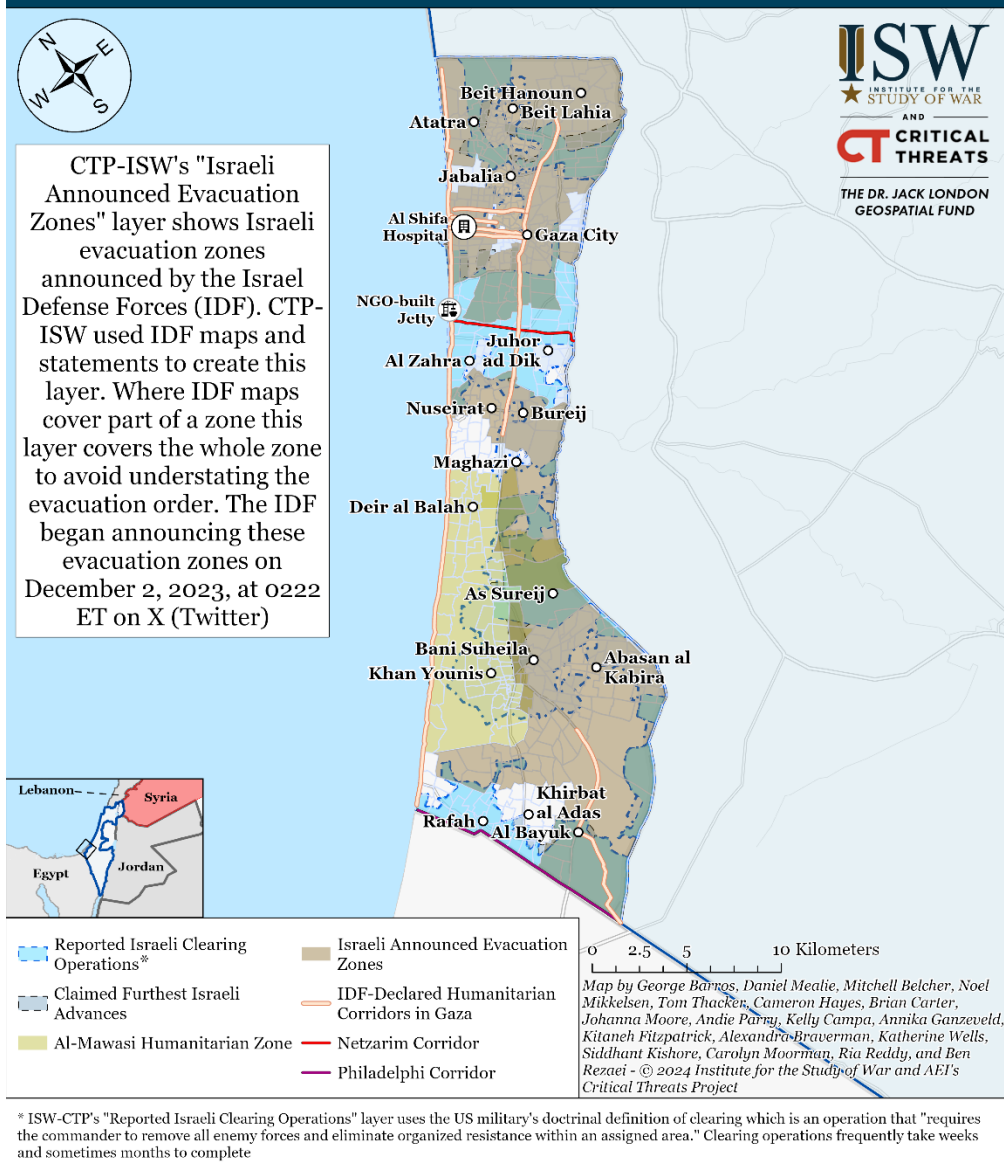 N
E
W
S
ISW
INSTITUTE FOR THE
STUDY OF WAR
AND
CT CRITICAL
THREATS
THE DR. JACK LONDON
GEOSPATIAL FUND
CTP-ISW's "Israeli
Announced Evacuation
Zones" layer shows Israeli
evacuation zones
announced by the Israel
Defense Forces (IDF). CTP-
ISW used IDF maps and
statements to create this
layer. Where IDF maps
cover part of a zone this
layer covers the whole zone
to avoid understating the
evacuation order. The IDF
began announcing these
evacuation zones on
December 2, 2023, at 0222
ET on X (Twitter)
Beit Hanoun
Beit Lahia
Atatra
Jabalia
Al Shifa
Hospital
Gaza City
NGO-built
Jetty
Juhor
ad Dik
Al Zahra
Nuseirat
Bureij
Maghazi
Deir al Balah
As Sureij
Bani Suheila
Abasan al
Kabira
Khan Younis
Khirbat
al Adas
Rafah
Al Bayuk
Lebanon
Syria
Egypt
Jordan
Reported Israeli Clearing
Operations*
Claimed Furthest Israeli
Advances
Al-Mawasi Humanitarian Zone
Israeli Announced Evacuation
Zones
IDF-Declared Humanitarian
Corridors in Gaza
Netzarim Corridor
Philadelphi Corridor
0 2.5 5 10 Kilometers
Map by George Barros, Daniel Mealie, Mitchell Belcher, Noel
Mikkelsen, Tom Thacker, Cameron Hayes, Brian Carter,
Johanna Moore, Andie Parry, Kelly Campa, Annika Ganzeveld,
Kitaneh Fitzpatrick, Alexandra Braverman, Katherine Wells,
Siddhant Kishore, Carolyn Moorman, Ria Reddy, and Ben
Rezaei - © 2024 Institute for the Study of War and AEI's
Critical Threats Project
* ISW-CTP's "Reported Israeli Clearing Operations" layer uses the US military's doctrinal definition of clearing which is an operation that "requires
the commander to remove all enemy forces and eliminate organized resistance within an assigned area." Clearing operations frequently take weeks
and sometimes months to complete